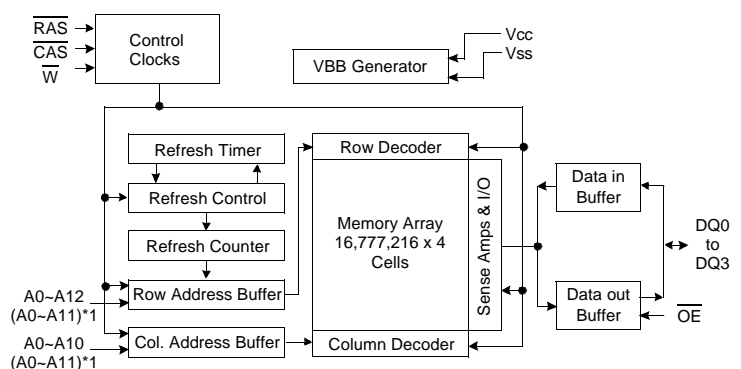 RAS
CAS
W
Control
Clocks
VBB Generator
Vcc
Vss
Refresh Timer
Refresh Control
Refresh Counter
Row Address Buffer
Col. Address Buffer
A0~A12
(A0~A11)*1
A0~A10
(A0~A11)*1
Row Decoder
Memory Array
16,777,216 x 4
Cells
Column Decoder
Sense Amps & I/O
Data in
Buffer
Data out
Buffer
DQ0
to
DQ3
OE